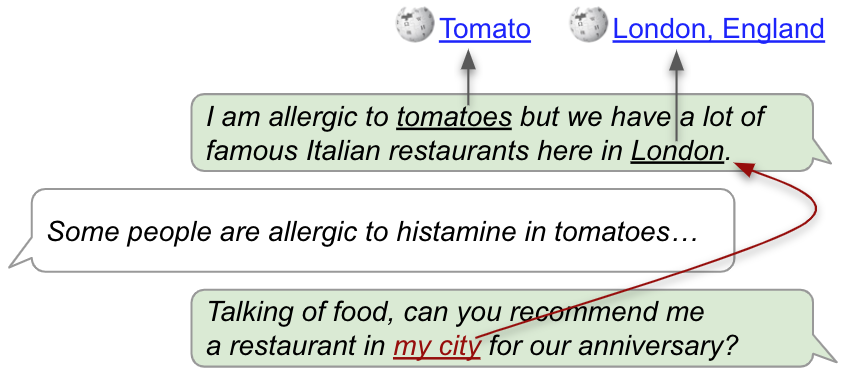 Tomato London, England
I am allergic to tomatoes but we have a lot of
famous Italian restaurants here in London.
Some people are allergic to histamine in tomatoes…
Talking of food, can you recommend me
a restaurant in my city for our anniversary?